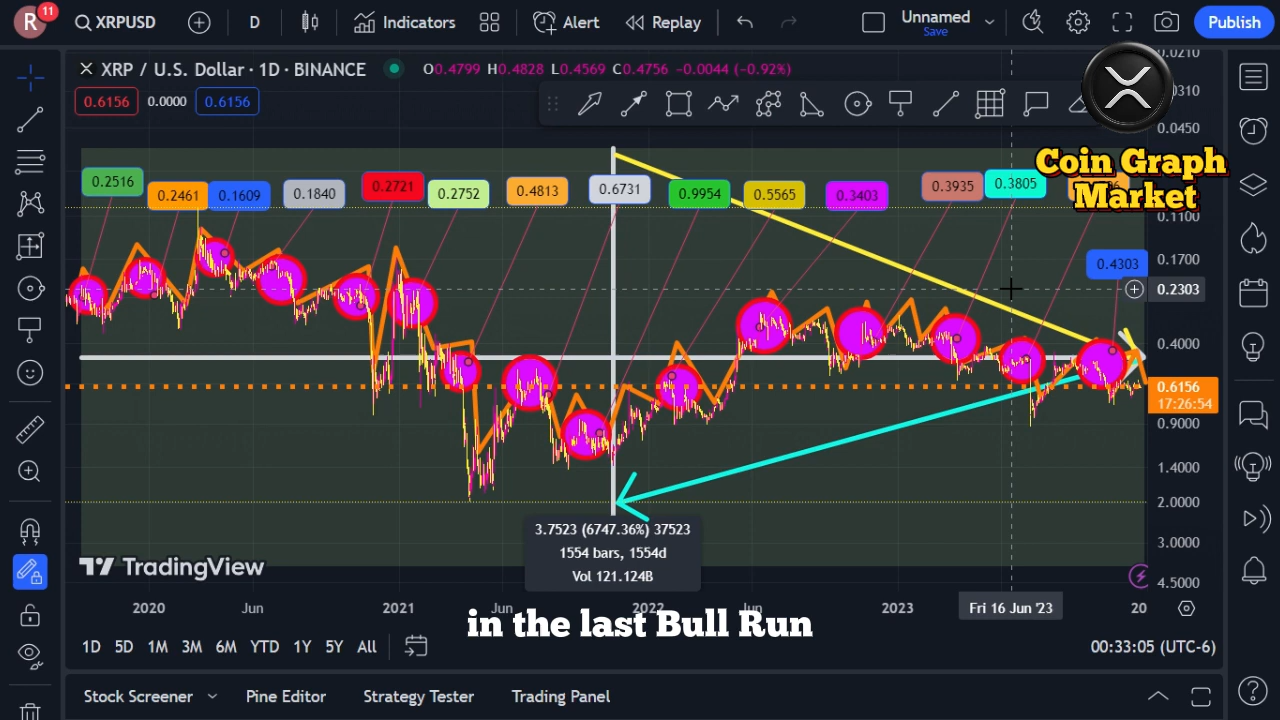 R 11 XRPUSD D Indicators Alert Replay Unnamed Publish
Save
XRP / U.S. Dollar · 1D · BINANCE O0.4799 H0.4828 L0.4569 C0.4756 -0.0044 (-0.92%)
0.6156 0.0000 0.6156
0.0210
0.0450
Coin Graph
Market
0.2516 0.2461 0.1609 0.1840 0.2721 0.2752 0.4813 0.6731 0.9954 0.5565 0.3403 0.3935 0.3805
0.1100
0.1700
0.4303
0.2303
0.4000
0.6156
17:26:54
0.9000
1.4000
2.0000
3.7523 (6747.36%) 37523
1554 bars, 1554d
Vol 121.124B
3.0000
TradingView
4.5000
2020 Jun 2021 Jun 2022 Jun 2023 Fri 16 Jun '23 20
in the last Bull Run
1D 5D 1M 3M 6M YTD 1Y 5Y All 00:33:05 (UTC-6)
Stock Screener Pine Editor Strategy Tester Trading Panel